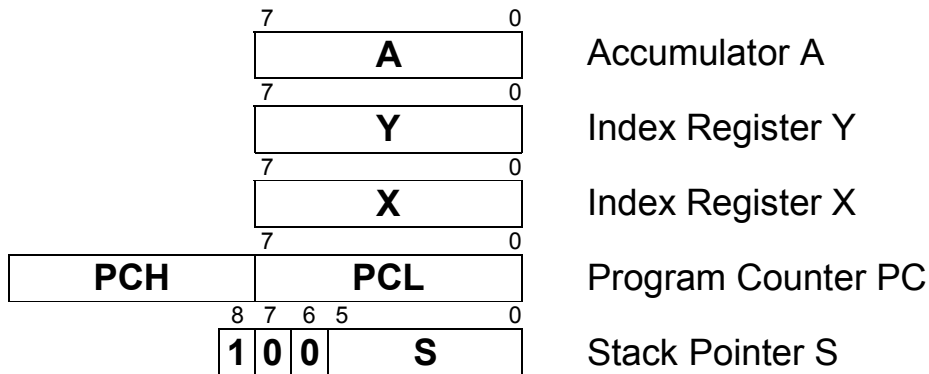 7 0
A Accumulator A
7 0
Y Index Register Y
7 0
X Index Register X
7 0
PCH PCL Program Counter PC
8 7 6 5 0
1 0 0 S Stack Pointer S